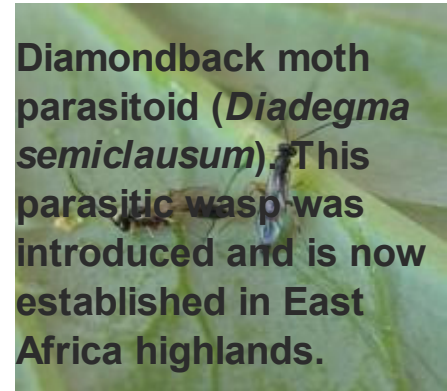 Diamondback moth
parasitoid (Diadegma
semiclausum). This
parasitic wasp was
introduced and is now
established in East
Africa highlands.